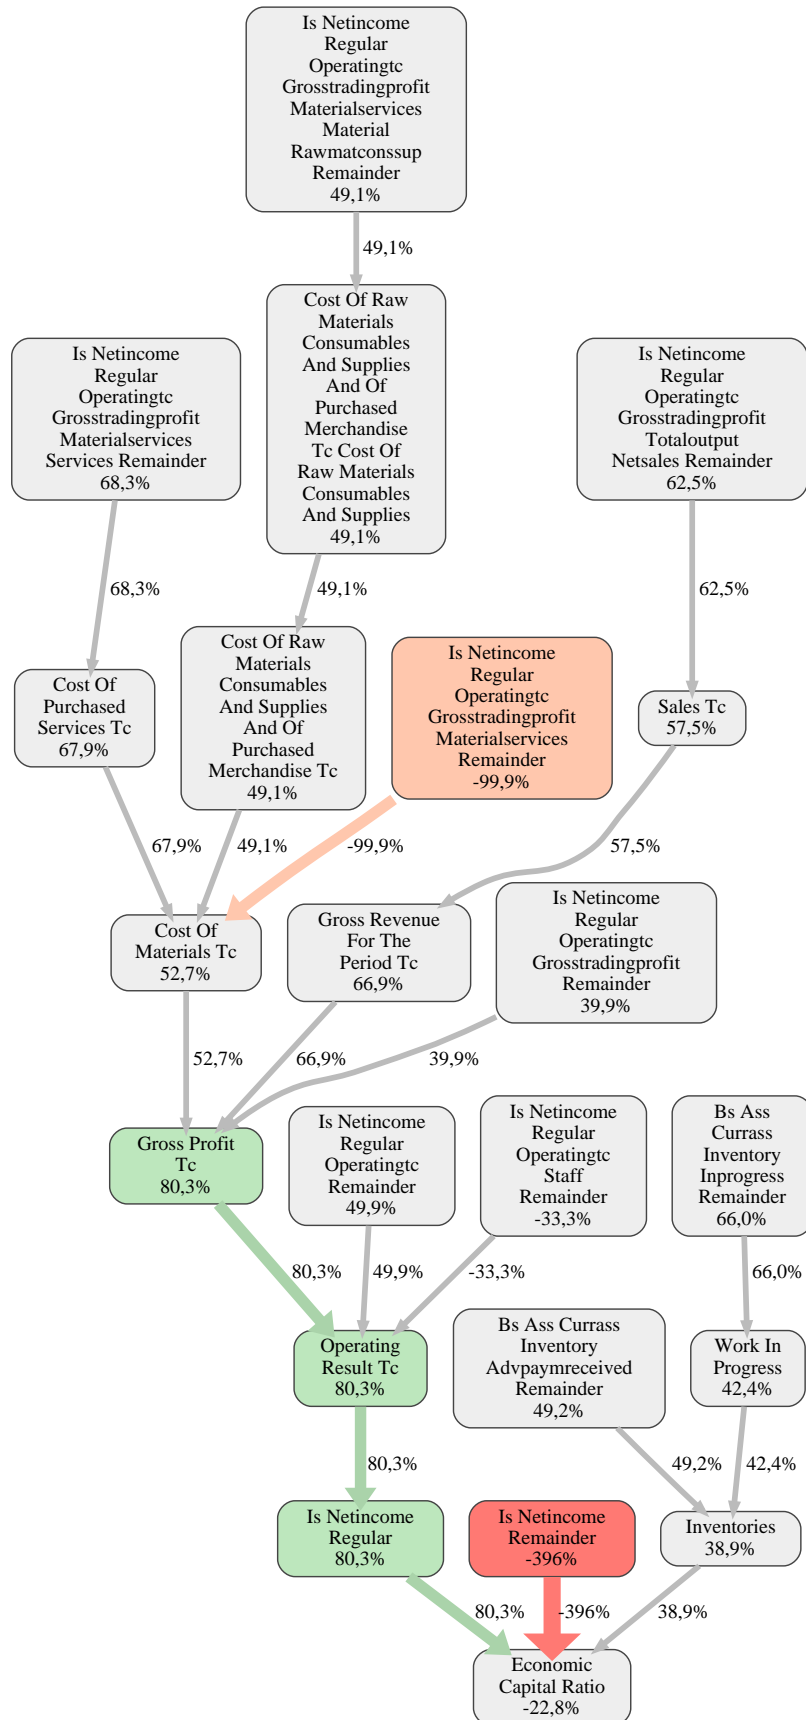 Is Netincome
Regular
Operatingtc
Grosstradingprofit
Materialservices
Material
Rawmatconssup
Remainder
49,1%
49,1%
Cost Of Raw
Materials
Consumables
And Supplies
And Of
Purchased
Merchandise
Tc Cost Of
Raw Materials
Consumables
And Supplies
49,1%
Is Netincome
Regular
Operatingtc
Grosstradingprofit
Materialservices
Services Remainder
68,3%
Is Netincome
Regular
Operatingtc
Grosstradingprofit
Totaloutput
Netsales Remainder
62,5%
68,3%
49,1%
62,5%
Cost Of
Purchased
Services Tc
67,9%
Cost Of Raw
Materials
Consumables
And Supplies
And Of
Purchased
Merchandise Tc
49,1%
Is Netincome
Regular
Operatingtc
Grosstradingprofit
Materialservices
Remainder
-99,9%
Sales Tc
57,5%
67,9%
49,1%
-99,9%
57,5%
Cost Of
Materials Tc
52,7%
Gross Revenue
For The
Period Tc
66,9%
Is Netincome
Regular
Operatingtc
Grosstradingprofit
Remainder
39,9%
52,7%
66,9%
39,9%
Gross Profit
Tc
80,3%
Is Netincome
Regular
Operatingtc
Remainder
49,9%
Is Netincome
Regular
Operatingtc
Staff
Remainder
-33,3%
Bs Ass
Currass
Inventory
Inprogress
Remainder
66,0%
80,3%
49,9%
-33,3%
66,0%
Operating
Result Tc
80,3%
Bs Ass Currass
Inventory
Advpaymreceived
Remainder
49,2%
Work In
Progress
42,4%
80,3%
49,2%
42,4%
Is Netincome
Regular
80,3%
Is Netincome
Remainder
-396%
Inventories
38,9%
80,3%
-396%
38,9%
Economic
Capital Ratio
-22,8%